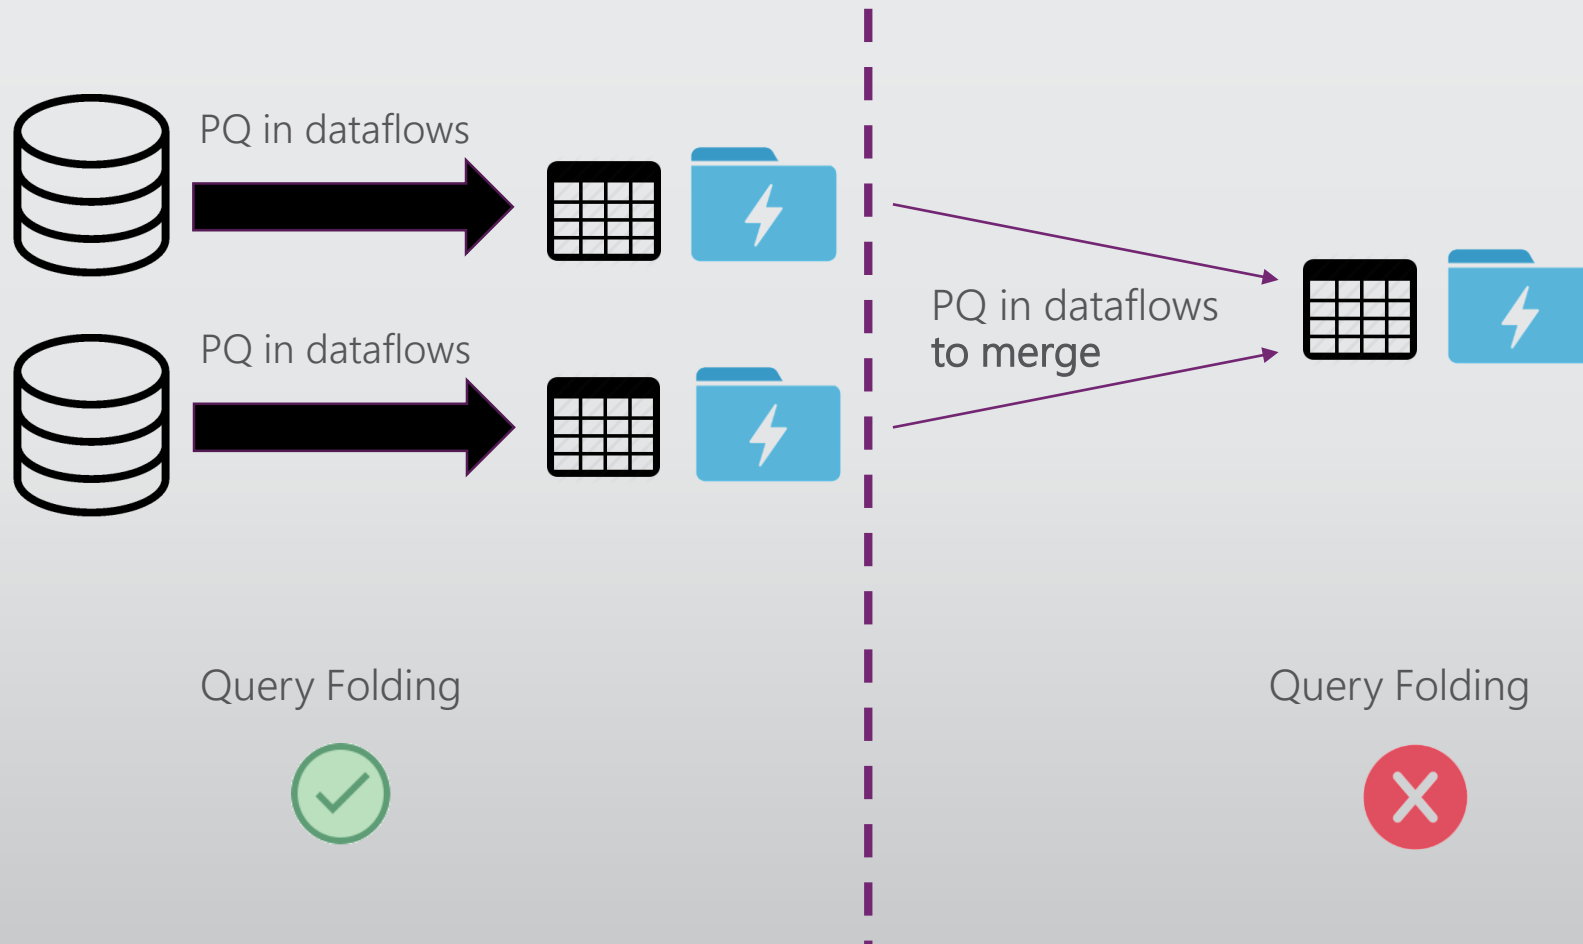 PQ in dataflows
PQ in dataflows
PQ in dataflows
to merge
Query Folding
Query Folding